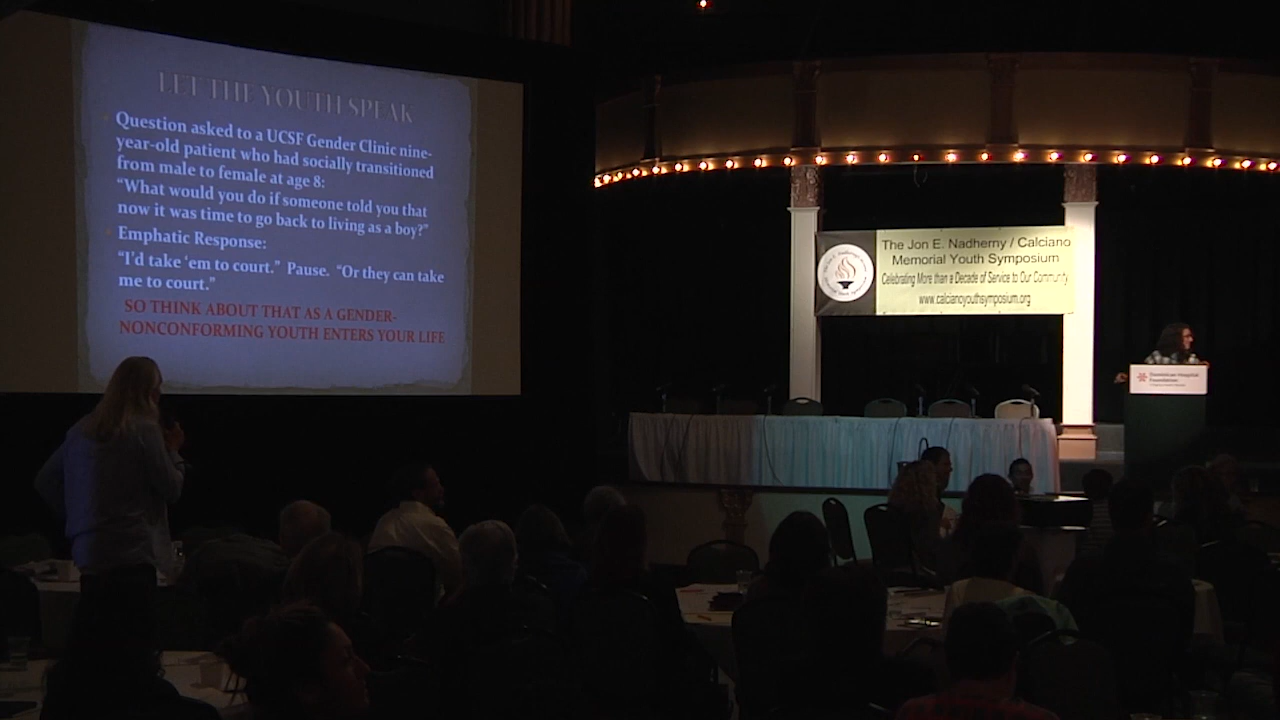 LET THE YOUTH SPEAK
Question asked to a UCSF Gender Clinic nine-
year-old patient who had socially transitioned
from male to female at age 8:
"What would you do if someone told you that
now it was time to go back to living as a boy?"
Emphatic Response:
"I'd take 'em to court." Pause. "Or they can take
me to court."
SO THINK ABOUT THAT AS A GENDER-
NONCONFORMING YOUTH ENTERS YOUR LIFE
The Jon E. Nadherny / Calciano
Memorial Youth Symposium
Celebrating More than a Decade of Service to Our Community
www.calcianoyouthsymposium.org
Dominican Hospital
Foundation